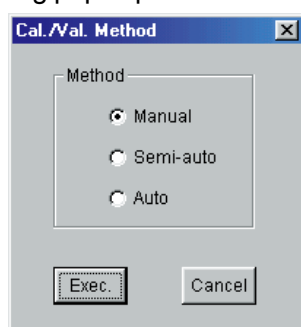 Cal./Val. Method
Method
Manual
Semi-auto
Auto
Exec. Cancel